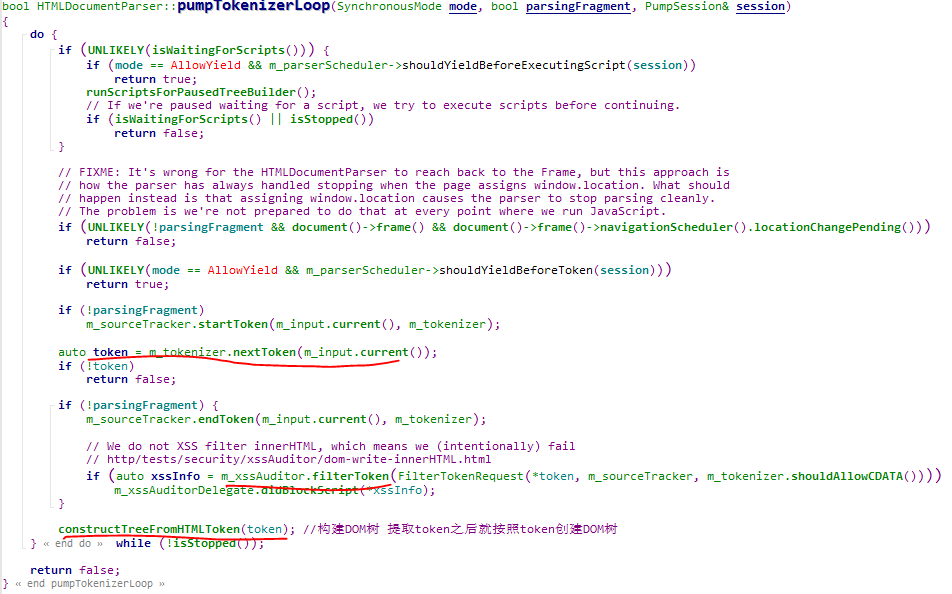 bool HTMLDocumentParser::pumpTokenizerLoop(SynchronousMode mode, bool parsingFragment, PumpSession& session)
{
do {
if (UNLIKELY(isWaitingForScripts())) {
if (mode == AllowYield && m_parserScheduler->shouldYieldBeforeExecutingScript(session))
return true;
runScriptsForPausedTreeBuilder();
// If we're paused waiting for a script, we try to execute scripts before continuing.
if (isWaitingForScripts() || isStopped())
return false;
}
// FIXME: It's wrong for the HTMLDocumentParser to reach back to the Frame, but this approach is
// how the parser has always handled stopping when the page assigns window.location. What should
// happen instead is that assigning window.location causes the parser to stop parsing cleanly.
// The problem is we're not prepared to do that at every point where we run JavaScript.
if (UNLIKELY(!parsingFragment && document()->frame() && document()->frame()->navigationScheduler().locationChangePending()))
return false;
if (UNLIKELY(mode == AllowYield && m_parserScheduler->shouldYieldBeforeToken(session)))
return true;
if (!parsingFragment)
m_sourceTracker.startToken(m_input.current(), m_tokenizer);
auto token = m_tokenizer.nextToken(m_input.current());
if (!token)
return false;
if (!parsingFragment) {
m_sourceTracker.endToken(m_input.current(), m_tokenizer);
// We do not XSS filter innerHTML, which means we (intentionally) fail
// http/tests/security/xssAuditor/dom-write-innerHTML.html
if (auto xssInfo = m_xssAuditor.filterToken(FilterTokenRequest(*token, m_sourceTracker, m_tokenizer.shouldAllowCDATA())))
m_xssAuditorDelegate.didBlockScript(*xssInfo);
}
constructTreeFromHTMLToken(token); //构建DOM树 提取token之后就按照token创建DOM树
} « end do » while (!isStopped());
return false;
} « end pumpTokenizerLoop »